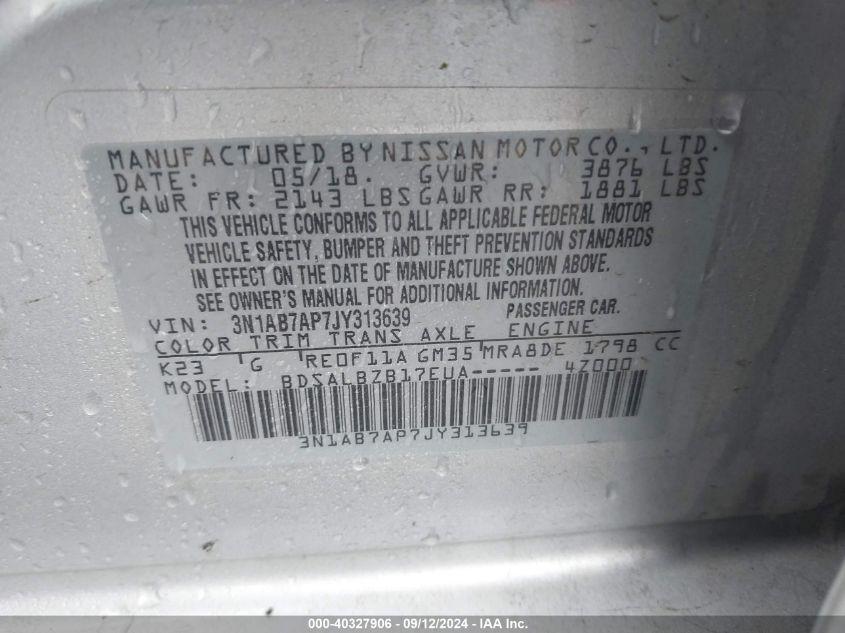 MANUFACTURED BY NISSAN MOTOR CO., LTD.
DATE: 05/18. GVWR: 3876 LBS
GAWR FR: 2143 LBS GAWR RR: 1881 LBS
THIS VEHICLE CONFORMS TO ALL APPLICABLE FEDERAL MOTOR
VEHICLE SAFETY, BUMPER AND THEFT PREVENTION STANDARDS
IN EFFECT ON THE DATE OF MANUFACTURE SHOWN ABOVE.
SEE OWNER'S MANUAL FOR ADDITIONAL INFORMATION.
VIN: 3N1AB7AP7JY313639 PASSENGER CAR.
COLOR TRIM TRANS AXLE ENGINE
K23 G RE0F11A GM35 MRA8DE 1798 CC
MODEL: BDSALBZB17EUA----- 4Z000
3N1AB7AP7JY313639
000-40327906 - 09/12/2024 - IAA Inc.